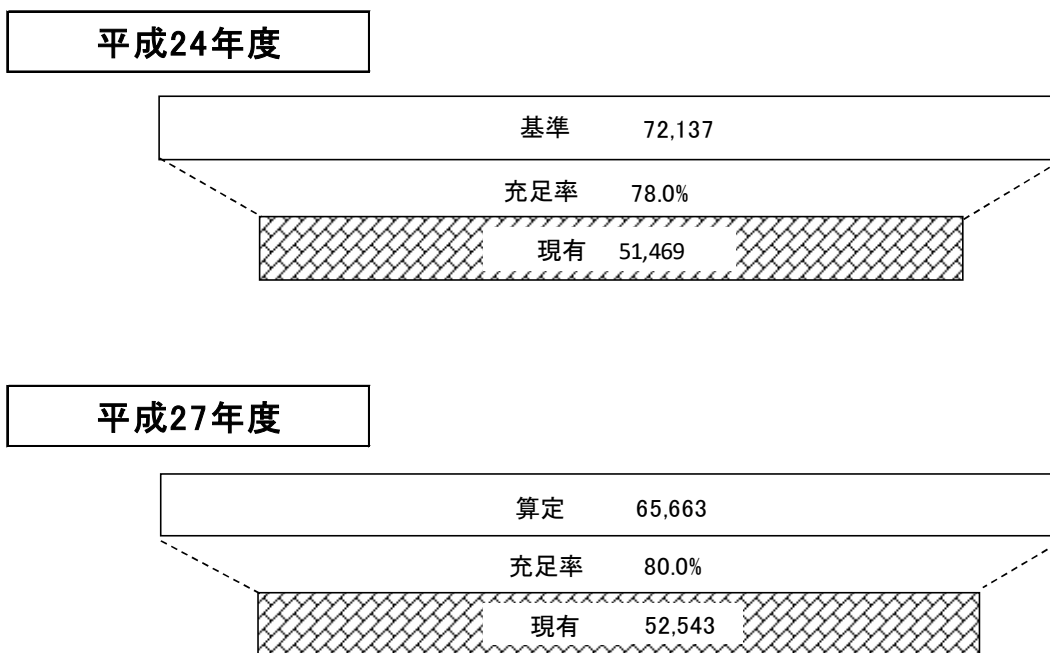 平成24年度
基準 72,137
充足率 78.0%
現有 51,469
平成27年度
算定 65,663
充足率 80.0%
現有 52,543